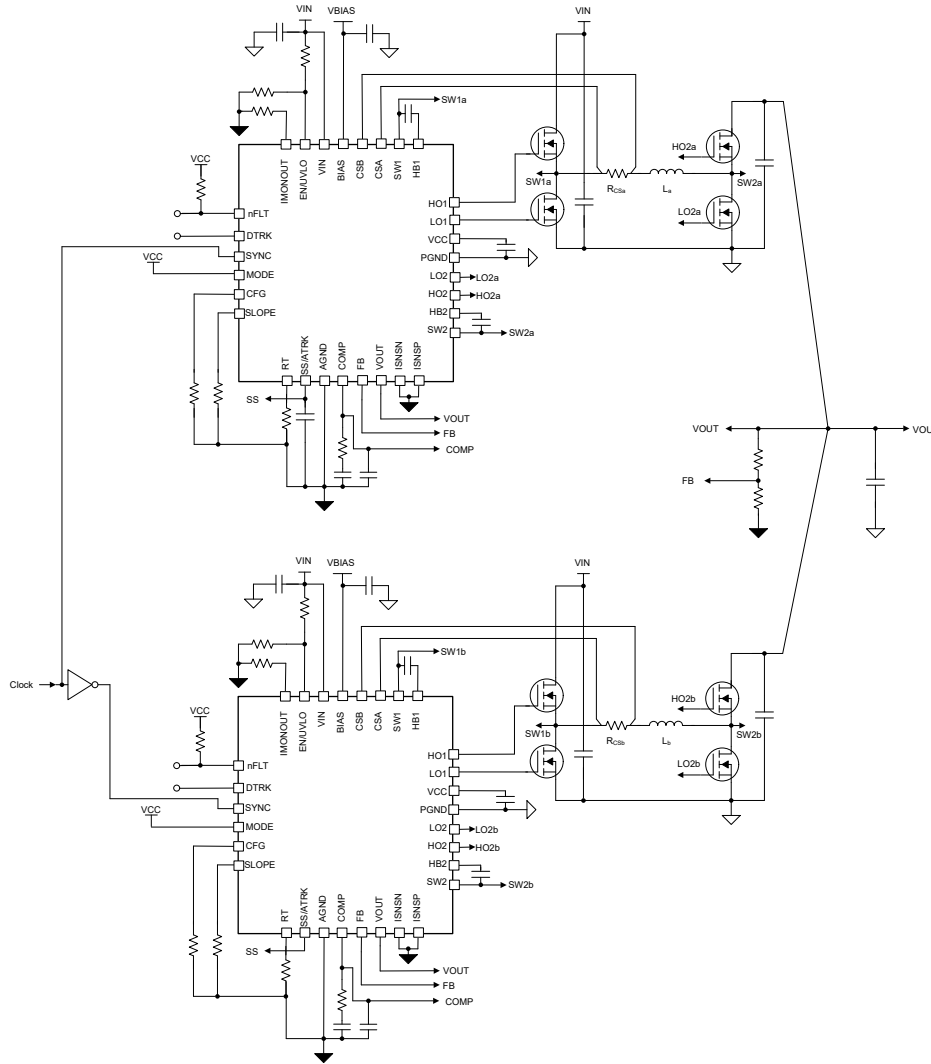 VIN
VBIAS
VIN
SW1a
IMONOUT
EN/UVLO
VIN
BIAS
CSB
CSA
SW1
HB1
VCC
nFLT
DTRK
SYNC
VCC
MODE
CFG
SLOPE
HO1
LO1
VCC
PGND
LO2
LO2a
HO2
HO2a
HB2
SW2
SW2a
RT
SS/ATRK
AGND
COMP
FB
VOUT
ISNSN
ISNSP
SS
VOUT
FB
COMP
SW1a
RCSa
La
HO2a
SW2a
LO2a
VOUT
VOU
FB
Clock
VIN
VBIAS
VIN
SW1b
IMONOUT
EN/UVLO
VIN
BIAS
CSB
CSA
SW1
HB1
VCC
nFLT
DTRK
SYNC
VCC
MODE
CFG
SLOPE
HO1
LO1
VCC
PGND
LO2
LO2b
HO2
HO2b
HB2
SW2
SW2b
RT
SS/ATRK
AGND
COMP
FB
VOUT
ISNSN
ISNSP
SS
VOUT
FB
COMP
SW1b
RCSb
Lb
HO2b
SW2b
LO2b